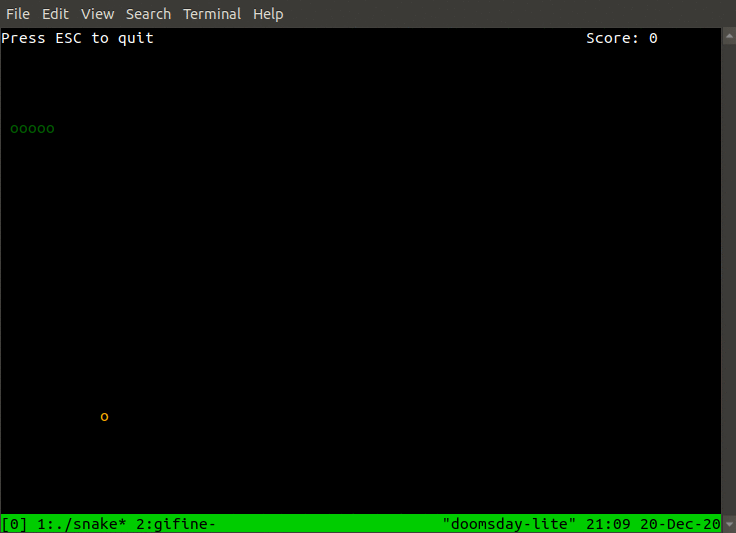 File Edit View Search Terminal Help
Press ESC to quit Score: 0
ooooo
o
[0] 1:./snake* 2:gifine- "doomsday-lite" 21:09 20-Dec-20